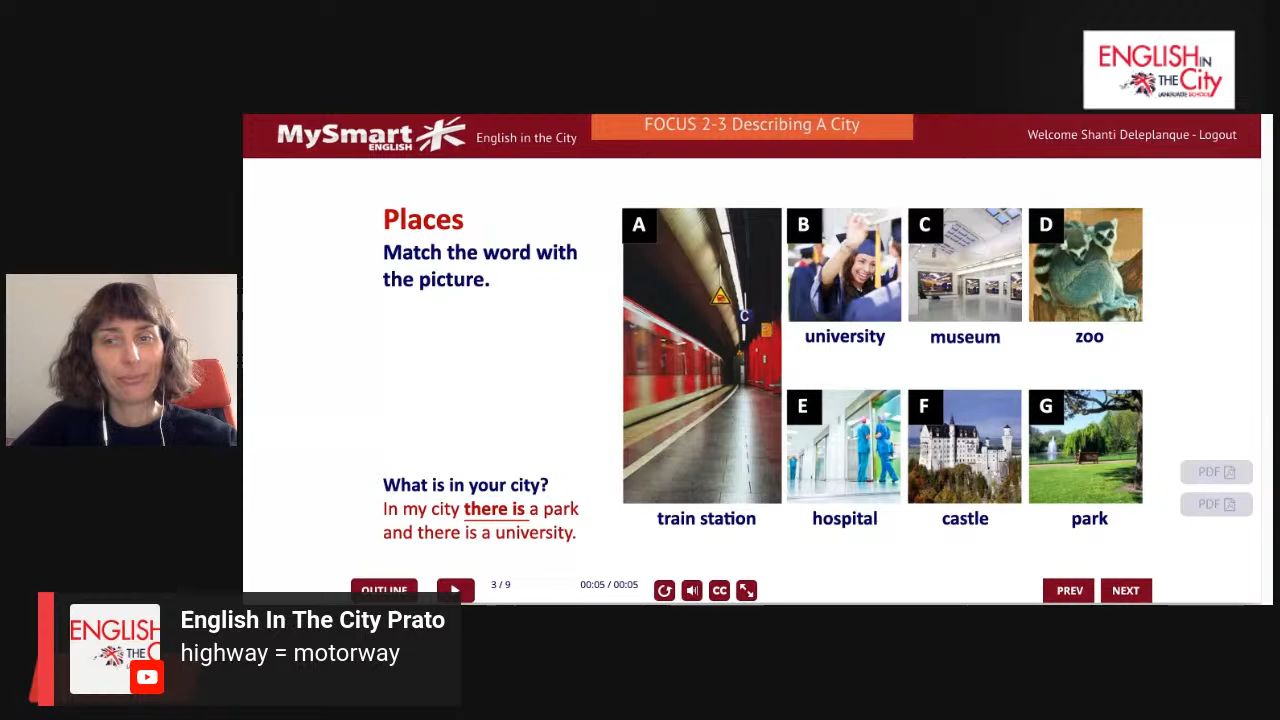 ENGLISH IN
THE City
LANGUAGE SCHOOL
MySmart
ENGLISH
English in the City
FOCUS 2-3 Describing A City
Welcome Shanti Deleplanque - Logout
Places
Match the word with
the picture.
A
C
B
university
C
museum
D
zoo
train station
E
hospital
F
castle
G
park
What is in your city?
In my city there is a park
and there is a university.
PDF
PDF
OUTLINE
3 / 9
00:05 / 00:05
CC
PREV
NEXT
ENGLISH
THE C
English In The City Prato
highway = motorway